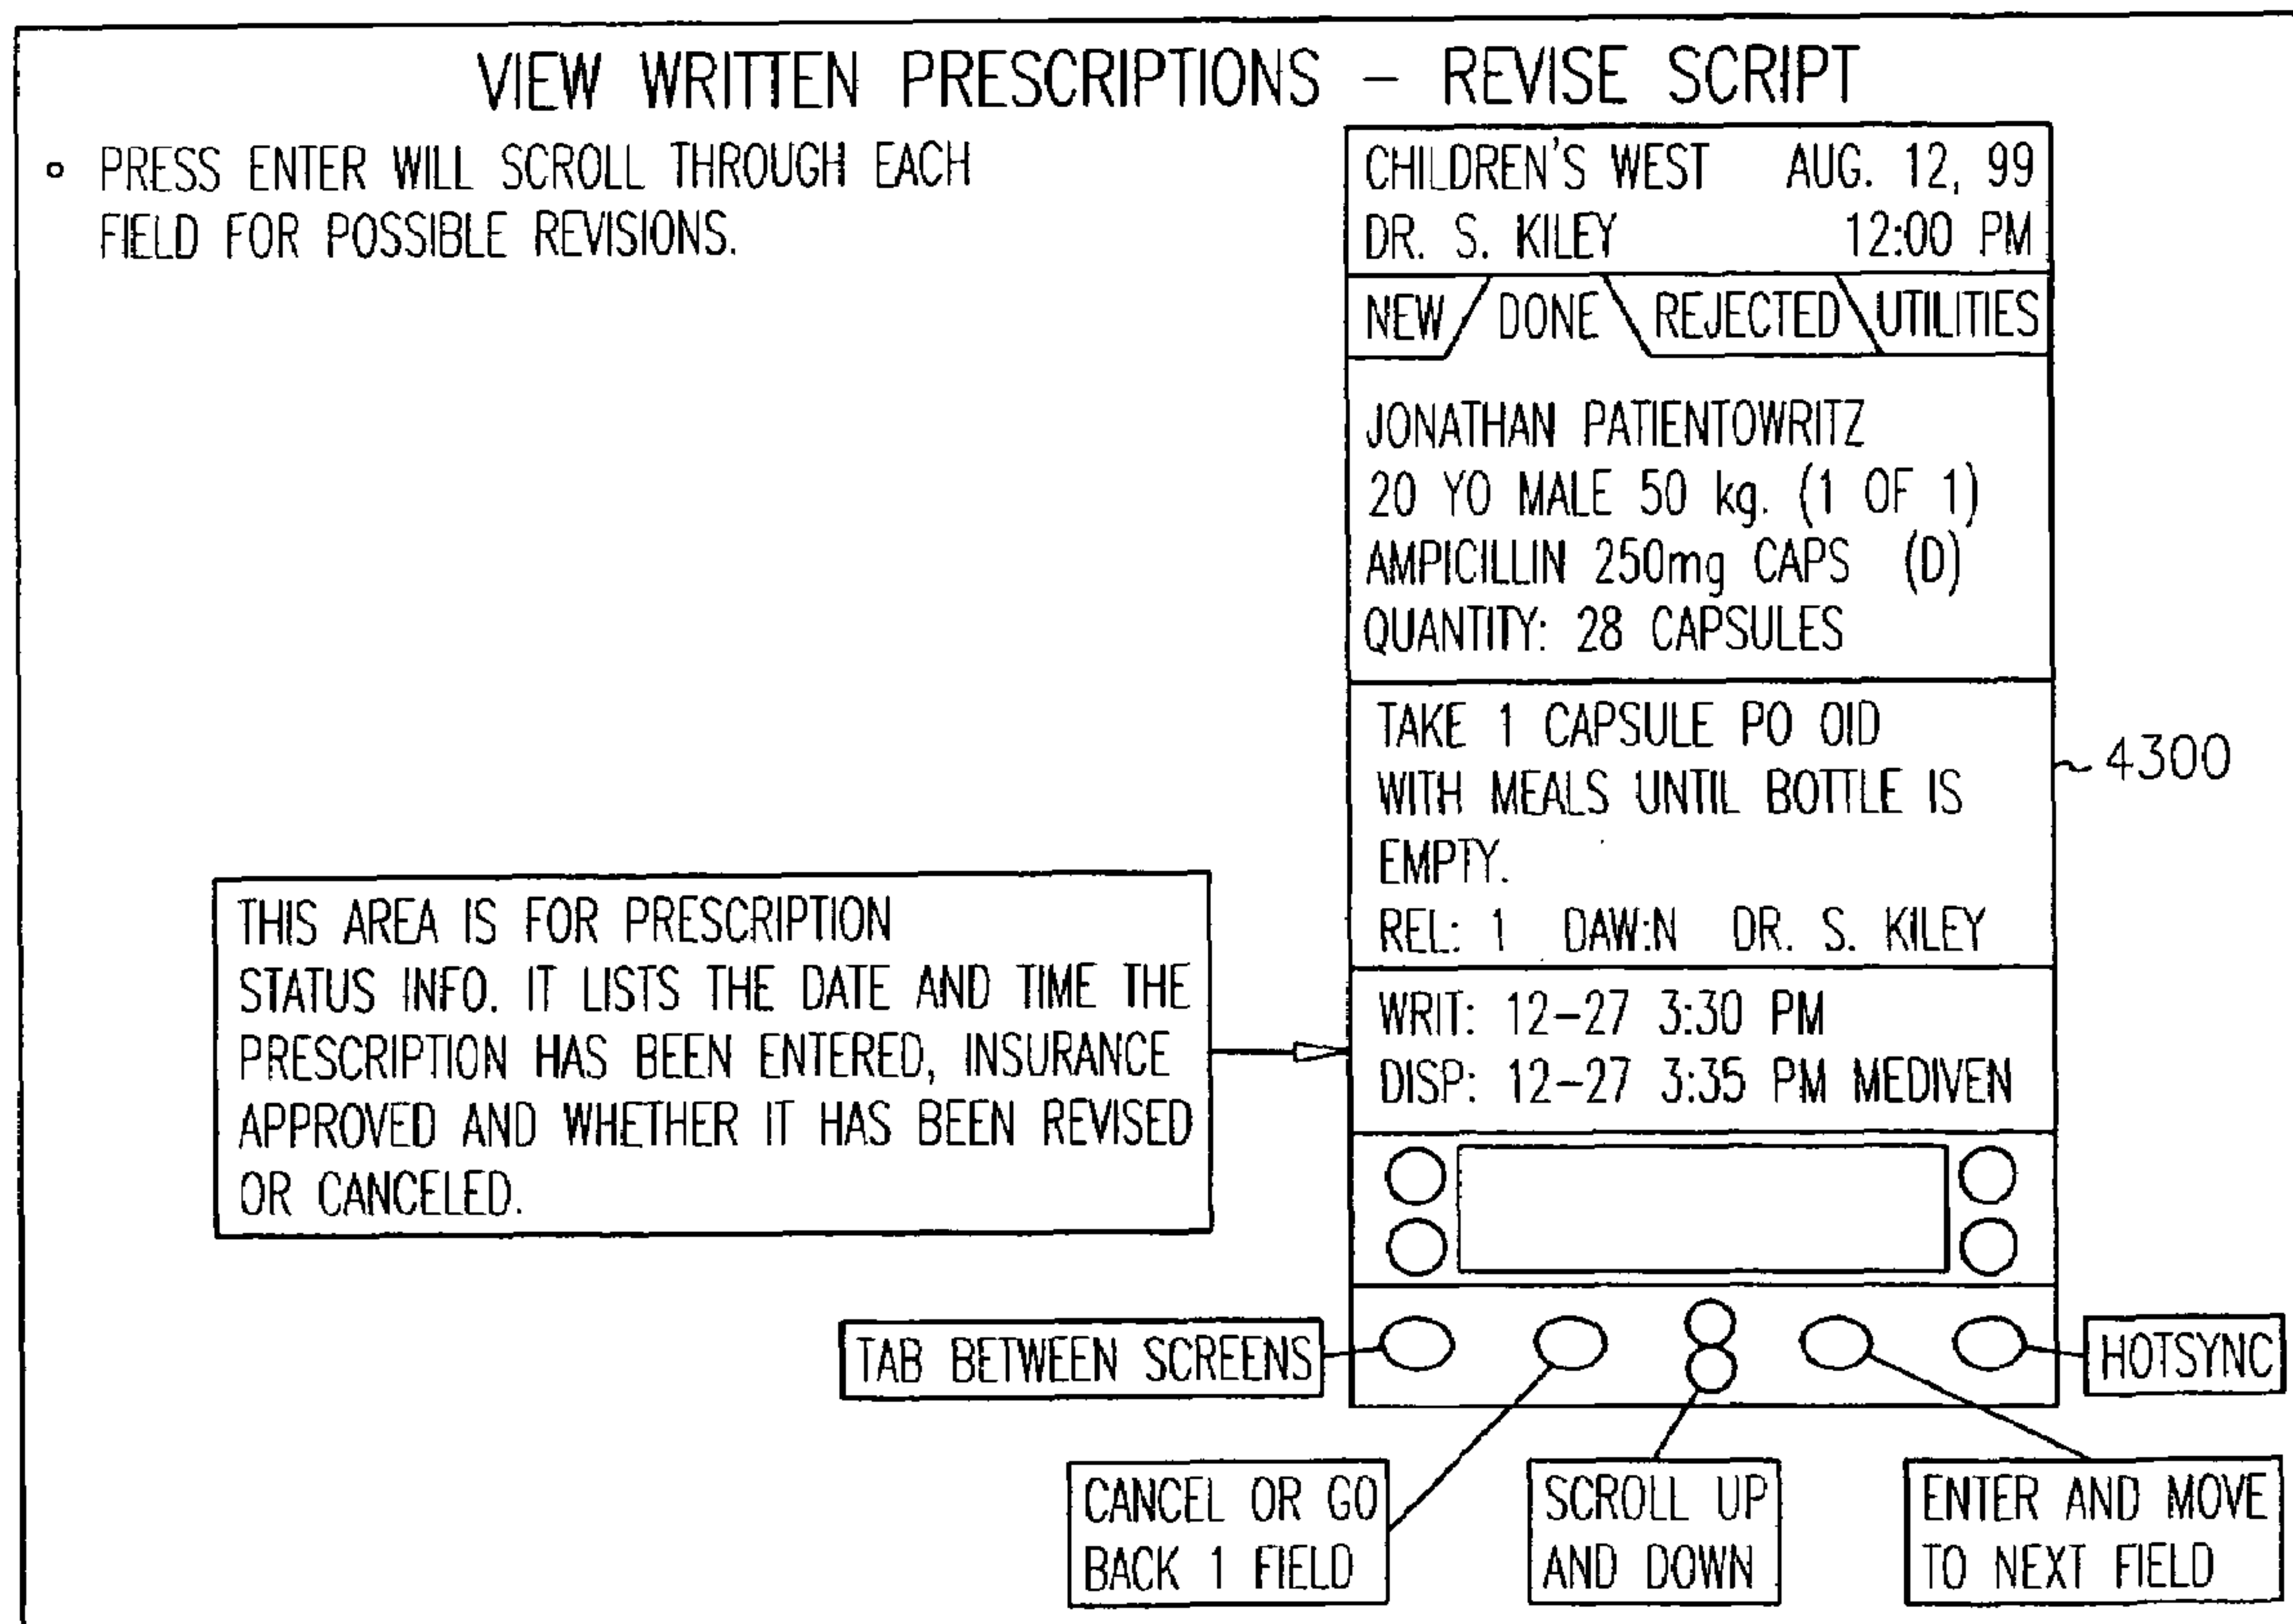 VIEW WRITTEN PRESCRIPTIONS – REVISE SCRIPT
∘ PRESS ENTER WILL SCROLL THROUGH EACH
FIELD FOR POSSIBLE REVISIONS.
CHILDREN'S WEST AUG. 12, 99
DR. S. KILEY 12:00 PM
NEW DONE REJECTED UTILITIES
JONATHAN PATIENTOWRITZ
20 YO MALE 50 kg. (1 OF 1)
AMPICILLIN 250mg CAPS (D)
QUANTITY: 28 CAPSULES
TAKE 1 CAPSULE PO OID
WITH MEALS UNTIL BOTTLE IS
EMPTY.
REL: 1 DAW:N DR. S. KILEY
4300
THIS AREA IS FOR PRESCRIPTION
STATUS INFO. IT LISTS THE DATE AND TIME THE
PRESCRIPTION HAS BEEN ENTERED, INSURANCE
APPROVED AND WHETHER IT HAS BEEN REVISED
OR CANCELED.
WRIT: 12–27 3:30 PM
DISP: 12–27 3:35 PM MEDIVEN
TAB BETWEEN SCREENS
HOTSYNC
CANCEL OR GO
BACK 1 FIELD
SCROLL UP
AND DOWN
ENTER AND MOVE
TO NEXT FIELD